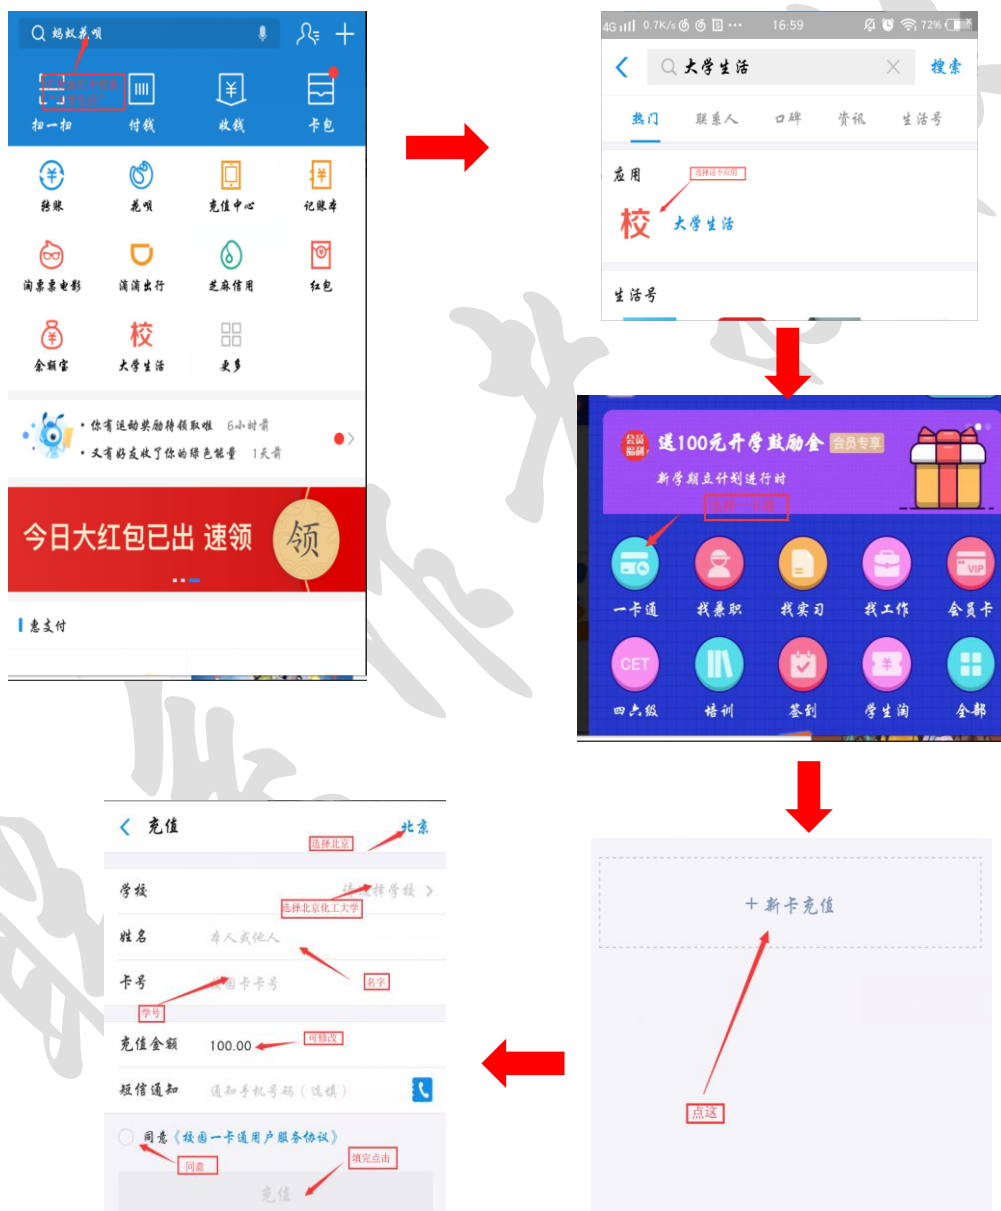 蚂蚁花呗
扫一扫 付钱 收钱 卡包
转账 花呗 充值中心 记账本
淘票票电影 滴滴出行 芝麻信用 红包
余额宝 校 大学生活 更多
·你有运动奖励待领取啦 6小时前
·又有好友收了你的绿色能量 1天前
今日大红包已出 速领 领
惠支付
4G 0.7K/s 16:59 72%
大学生活 搜索
热门 联系人 口碑 资讯 生活号
应用
选择这个应用
校 大学生活
生活号
会员福利 送100元开学鼓励金 会员专享
新学期立计划进行时
一卡通 找兼职 找实习 找工作 VIP 会员卡
CET 四六级 培训 签到 学生淘 全部
+ 新卡充值
点这
充值 北京
选择北京
学校 择学校
选择北京化工大学
姓名 本人或他人
名字
卡号 校园卡卡号
学号
充值金额 100.00 可修改
短信通知 通知手机号码(选填)
同意《校园一卡通用户服务协议》
同意 填完点击
充值